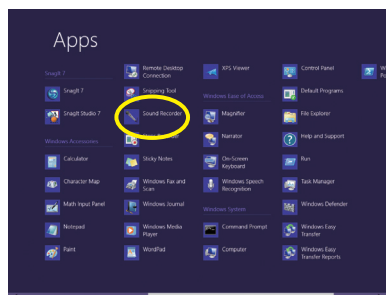 Apps
SnagIt 7
SnagIt 7
SnagIt Studio 7
Windows Accessories
Calculator
Character Map
Math Input Panel
Notepad
Paint
Remote Desktop
Connection
Snipping Tool
Sound Recorder
Sticky Notes
Windows Fax and
Scan
Windows Journal
Windows Media
Player
WordPad
XPS Viewer
Windows Ease of Access
Magnifier
Narrator
On-Screen
Keyboard
Windows Speech
Recognition
Windows System
Command Prompt
Computer
Control Panel
Default Programs
File Explorer
Help and Support
Run
Task Manager
Windows Defender
Windows Easy
Transfer
Windows Easy
Transfer Reports